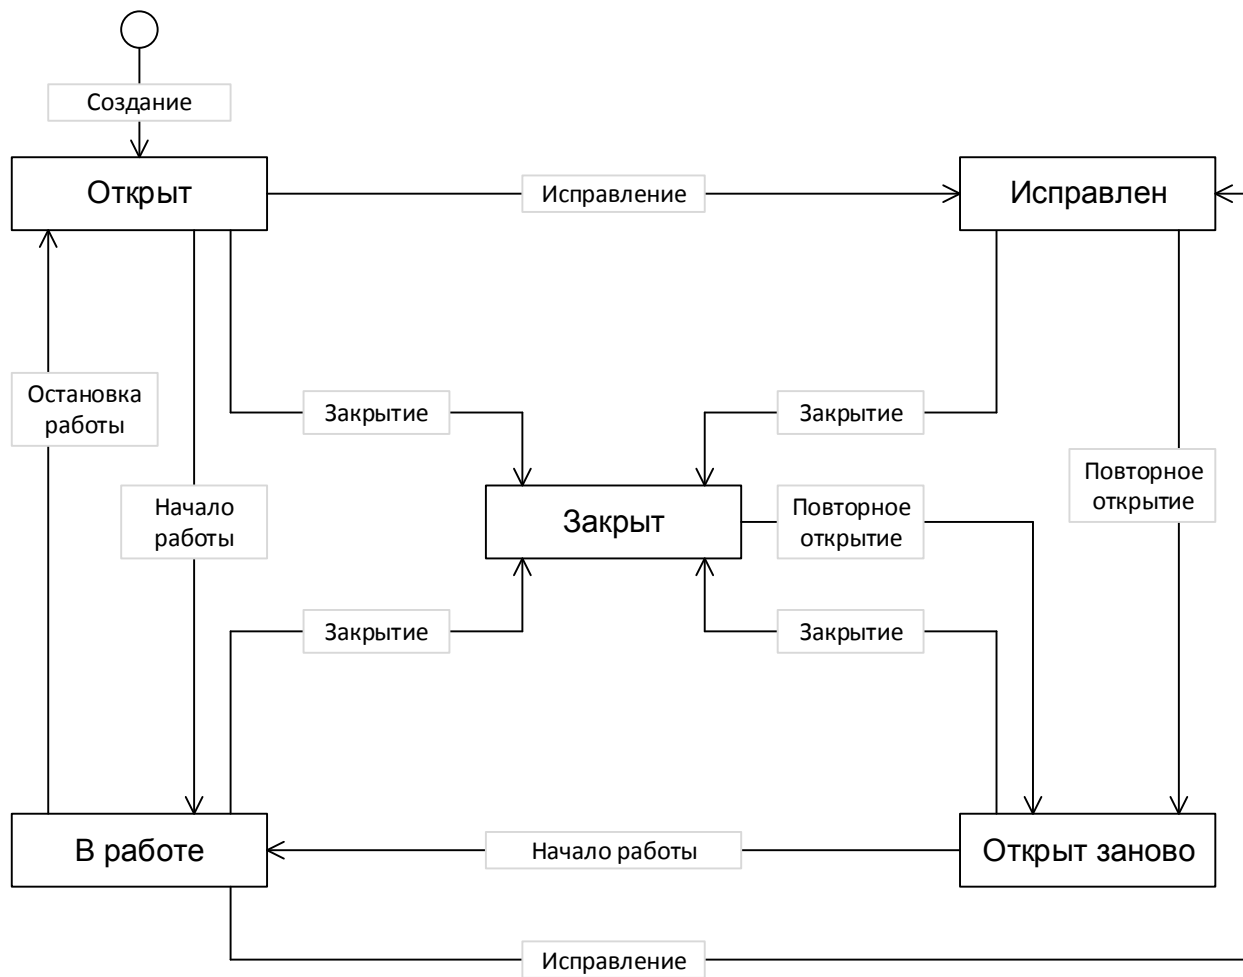 Создание
Открыт
Исправление
Исправлен
Остановка
работы
Закрытие
Закрытие
Повторное
открытие
Начало
работы
Закрыт
Повторное
открытие
Закрытие
Закрытие
В работе
Начало работы
Открыт заново
Исправление